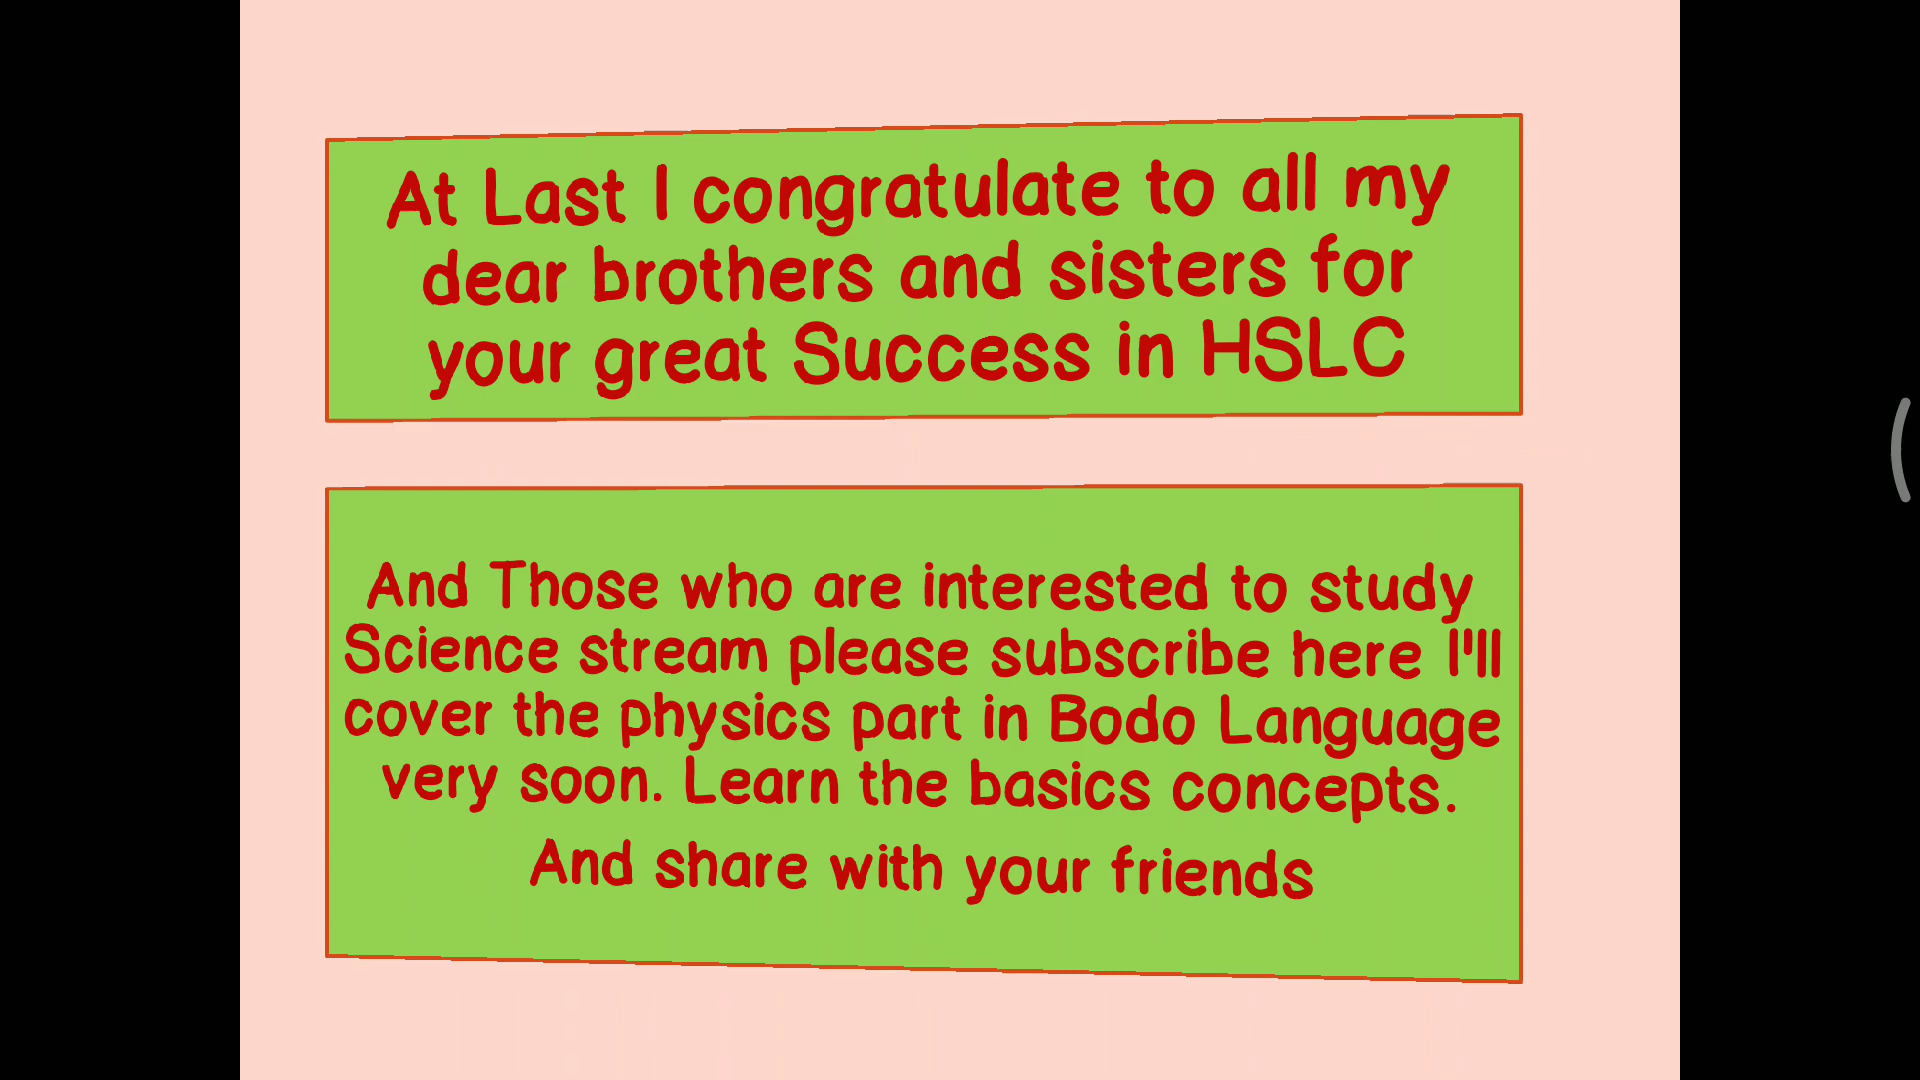 At Last I congratulate to all my
dear brothers and sisters for
your great Success in HSLC
And Those who are interested to study
Science stream please subscribe here I'll
cover the physics part in Bodo Language
very soon. Learn the basics concepts.
And share with your friends